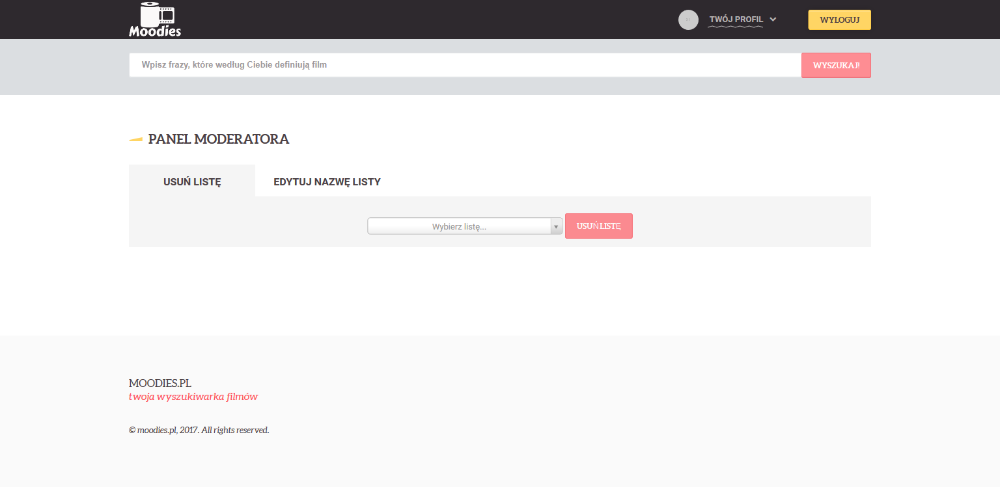 Moodies
TWÓJ PROFIL
WYLOGUJ
Wpisz frazy, które według Ciebie definiują film
WYSZUKAJ!
PANEL MODERATORA
USUŃ LISTĘ
EDYTUJ NAZWĘ LISTY
Wybierz listę...
USUŃ LISTĘ
MOODIES.PL
twoja wyszukiwarka filmów
© moodies.pl, 2017. All rights reserved.